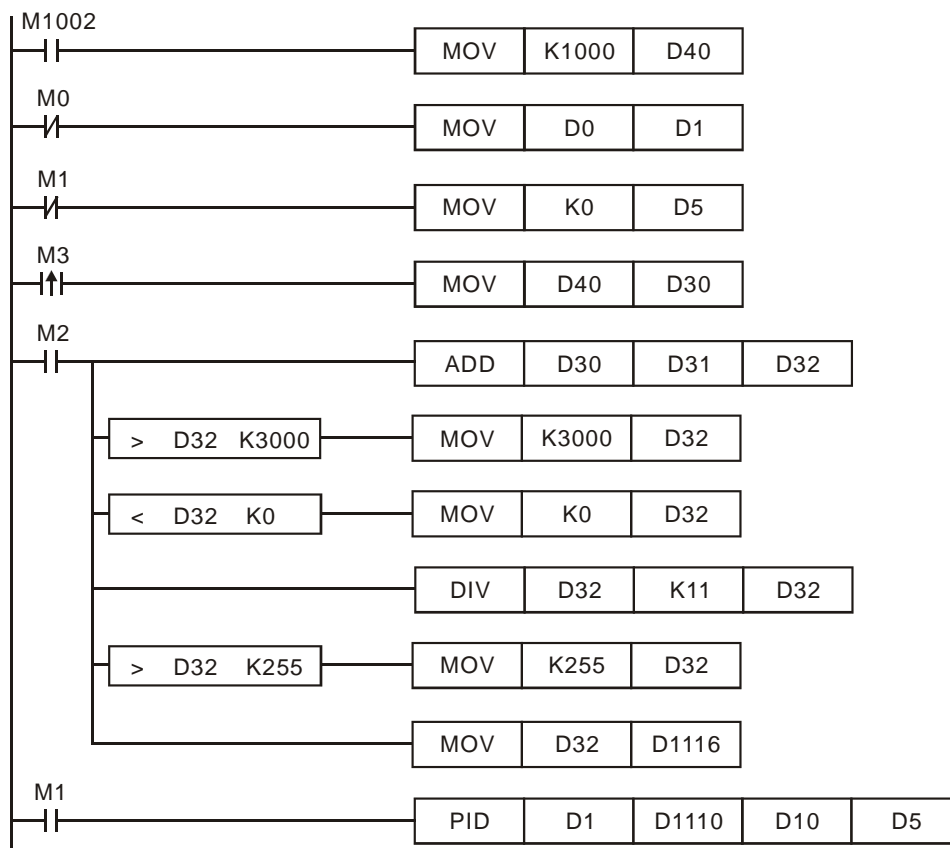 M1002
MOV K1000 D40
M0
MOV D0 D1
M1
MOV K0 D5
M3
MOV D40 D30
M2
ADD D30 D31 D32
> D32 K3000 MOV K3000 D32
< D32 K0 MOV K0 D32
DIV D32 K11 D32
> D32 K255 MOV K255 D32
MOV D32 D1116
M1
PID D1 D1110 D10 D5